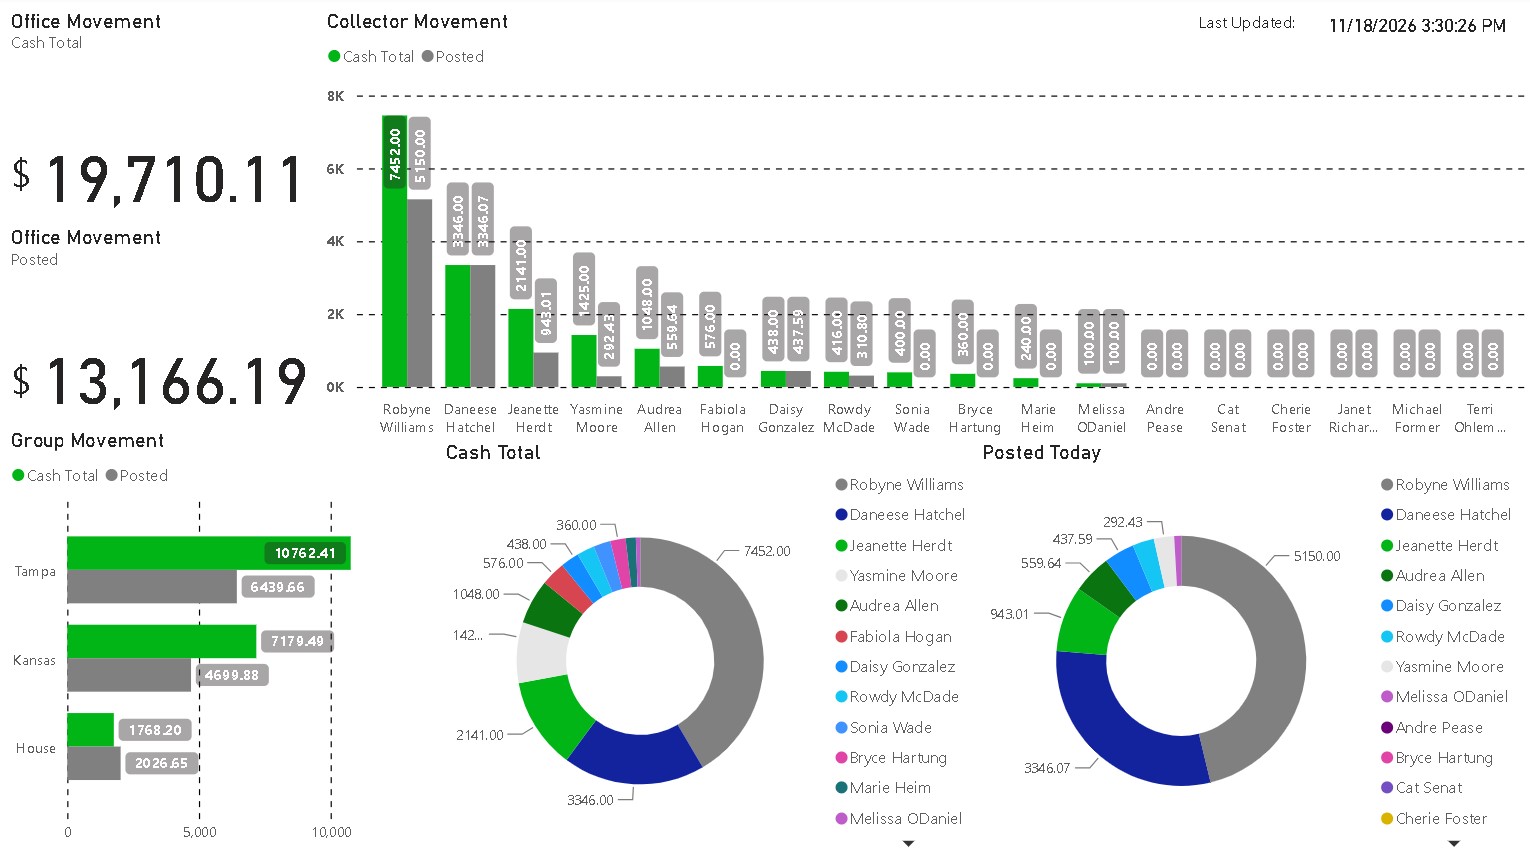 Office Movement
Cash Total
$ 19,710.11
Office Movement
Posted
$ 13,166.19
Collector Movement
Cash Total Posted
Last Updated: 11/18/2026 3:30:26 PM
8K
6K
4K
2K
0K
7452.00 5150.00
3346.00 3346.07
2141.00 943.01
1425.00 292.43
1048.00 559.64
576.00 0.00
438.00 437.59
416.00 310.80
400.00 0.00
360.00 0.00
240.00 0.00
100.00 100.00
0.00 0.00
0.00 0.00
0.00 0.00
0.00 0.00
0.00 0.00
0.00 0.00
Robyne Williams
Daneese Hatchel
Jeanette Herdt
Yasmine Moore
Audrea Allen
Fabiola Hogan
Daisy Gonzalez
Rowdy McDade
Sonia Wade
Bryce Hartung
Marie Heim
Melissa ODaniel
Andre Pease
Cat Senat
Cherie Foster
Janet Richar...
Michael Former
Terri Ohlem...
Group Movement
Cash Total Posted
Tampa
10762.41
6439.66
Kansas
7179.49
4699.88
House
1768.20
2026.65
0 5,000 10,000
Cash Total
360.00
438.00
576.00
1048.00
142...
2141.00
3346.00
7452.00
Robyne Williams
Daneese Hatchel
Jeanette Herdt
Yasmine Moore
Audrea Allen
Fabiola Hogan
Daisy Gonzalez
Rowdy McDade
Sonia Wade
Bryce Hartung
Marie Heim
Melissa ODaniel
Posted Today
292.43
437.59
559.64
943.01
3346.07
5150.00
Robyne Williams
Daneese Hatchel
Jeanette Herdt
Audrea Allen
Daisy Gonzalez
Rowdy McDade
Yasmine Moore
Melissa ODaniel
Andre Pease
Bryce Hartung
Cat Senat
Cherie Foster